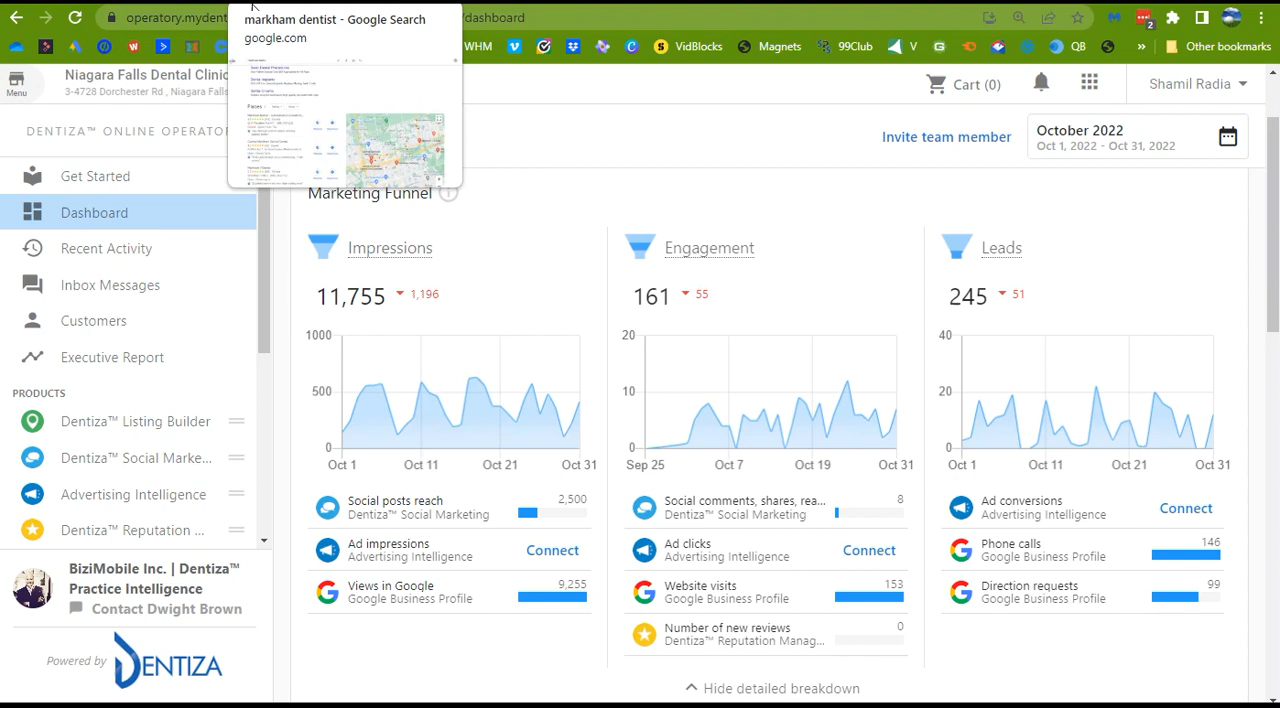 operatory.mydent
/dashboard
2
markham dentist - Google Search
google.com
WHM
VidBlocks
Magnets
99Club
V
QB
»
Other bookmarks
Menu
Niagara Falls Dental Clinic
3-4728 Dorchester Rd , Niagara Falls
Cart (0)
Shamil Radia
DENTIZA™ ONLINE OPERATO
Invite team member
October 2022
Oct 1, 2022 - Oct 31, 2022
Get Started
Dashboard
Recent Activity
Inbox Messages
Customers
Executive Report
PRODUCTS
Dentiza™ Listing Builder
Dentiza™ Social Marke...
Advertising Intelligence
Dentiza™ Reputation ...
BiziMobile Inc. | Dentiza™
Practice Intelligence
Contact Dwight Brown
Powered by DENTIZA
Marketing Funnel
Impressions
11,755 1,196
1000
500
0
Oct 1 Oct 11 Oct 21 Oct 31
Social posts reach 2,500
Dentiza™ Social Marketing
Ad impressions
Advertising Intelligence
Connect
Views in Google 9,255
Google Business Profile
Engagement
161 55
20
10
0
Sep 25 Oct 7 Oct 19 Oct 31
Social comments, shares, rea... 8
Dentiza™ Social Marketing
Ad clicks
Advertising Intelligence
Connect
Website visits 153
Google Business Profile
Number of new reviews 0
Dentiza™ Reputation Manag...
Leads
245 51
40
20
0
Oct 1 Oct 11 Oct 21 Oct 31
Ad conversions
Advertising Intelligence
Connect
Phone calls 146
Google Business Profile
Direction requests 99
Google Business Profile
Hide detailed breakdown